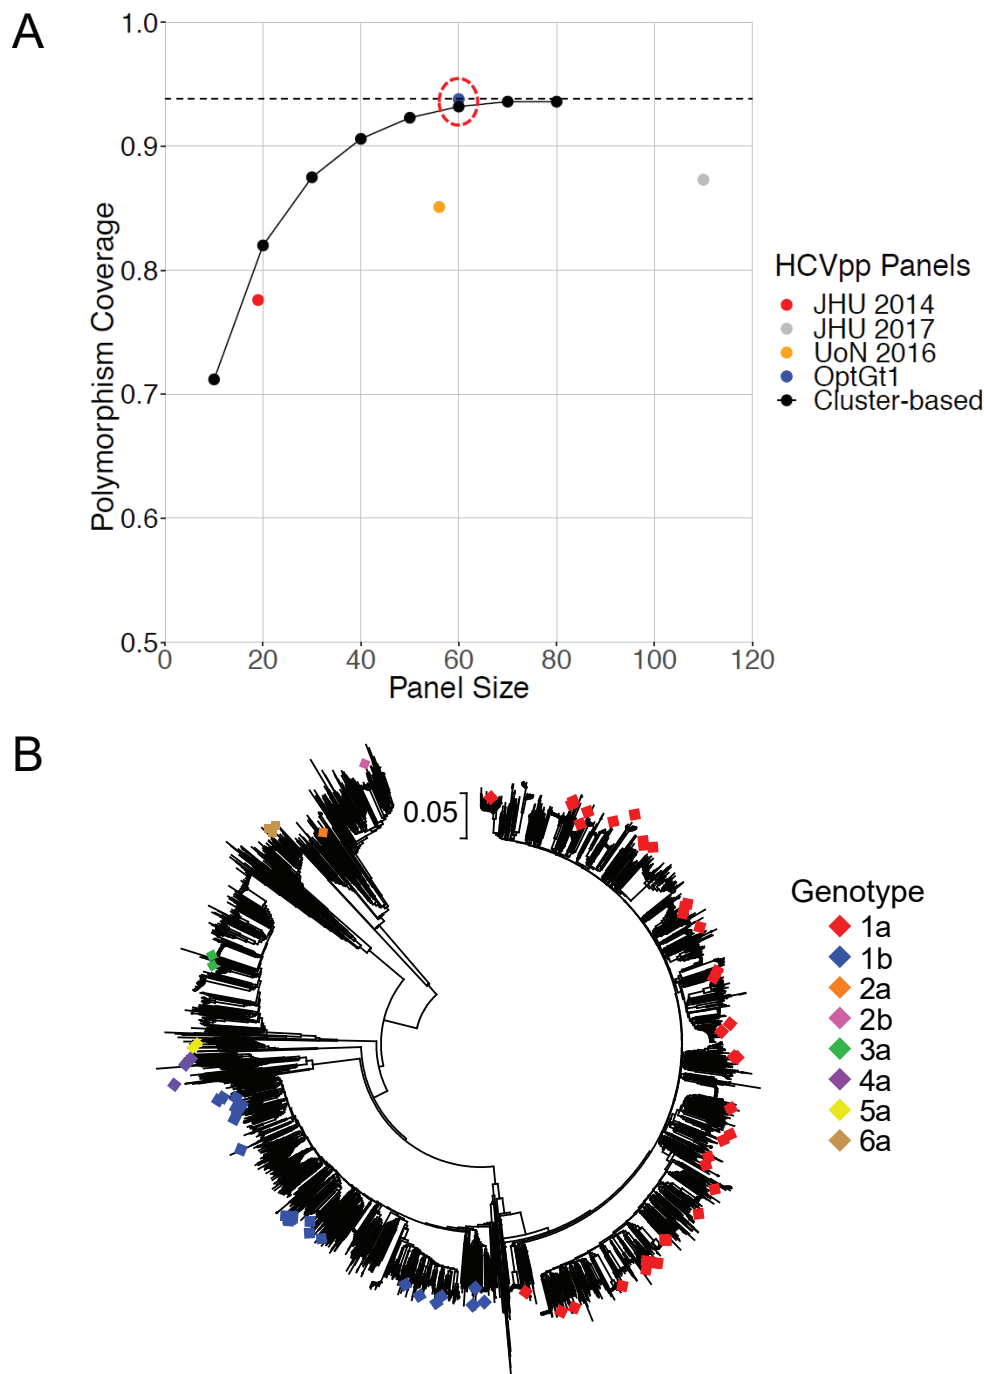 A
1.0
0.9
0.8
0.7
0.6
0.5
Polymorphism Coverage
0
20
40
60
80
100
120
Panel Size
HCVpp Panels
JHU 2014
JHU 2017
UoN 2016
OptGt1
Cluster-based
B
0.05
Genotype
1a
1b
2a
2b
3a
4a
5a
6a